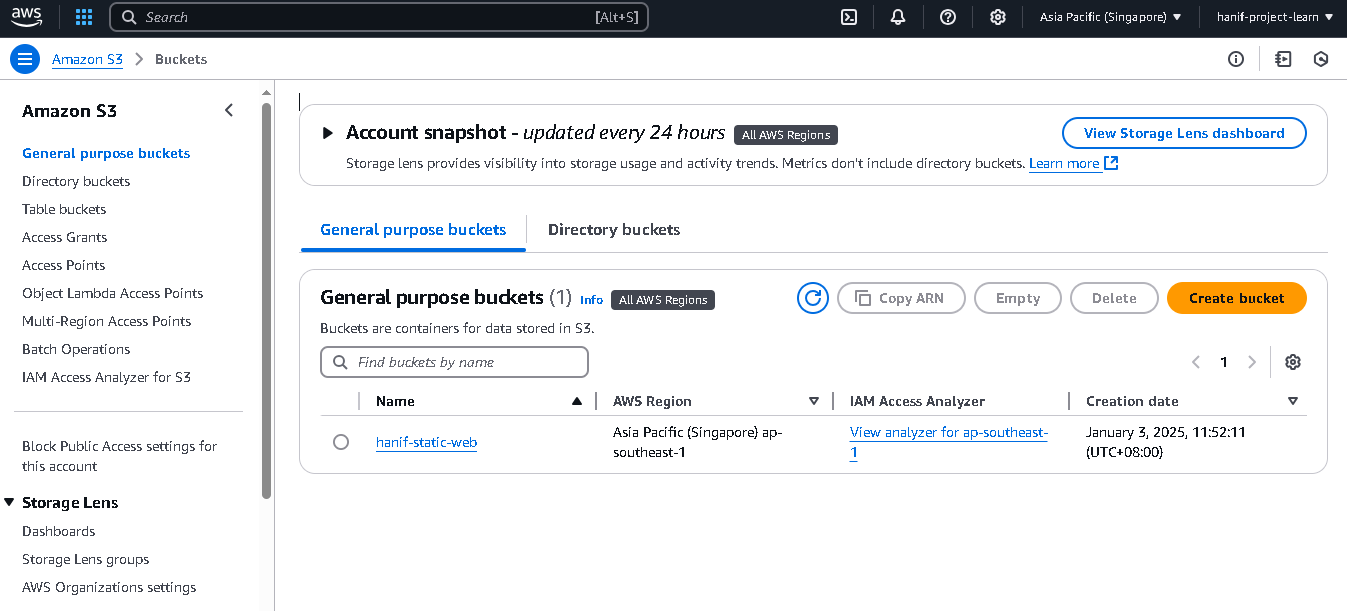 aws
Search [Alt+S]
Asia Pacific (Singapore)
hanif-project-learn
Amazon S3
Buckets
Amazon S3
General purpose buckets
Directory buckets
Table buckets
Access Grants
Access Points
Object Lambda Access Points
Multi-Region Access Points
Batch Operations
IAM Access Analyzer for S3
Block Public Access settings for
this account
Storage Lens
Dashboards
Storage Lens groups
AWS Organizations settings
Account snapshot - updated every 24 hours All AWS Regions
View Storage Lens dashboard
Storage lens provides visibility into storage usage and activity trends. Metrics don't include directory buckets. Learn more
General purpose buckets
Directory buckets
General purpose buckets (1) Info All AWS Regions
Copy ARN
Empty
Delete
Create bucket
Buckets are containers for data stored in S3.
Find buckets by name
1
Name
AWS Region
IAM Access Analyzer
Creation date
hanif-static-web
Asia Pacific (Singapore) ap-
southeast-1
View analyzer for ap-southeast-
1
January 3, 2025, 11:52:11
(UTC+08:00)